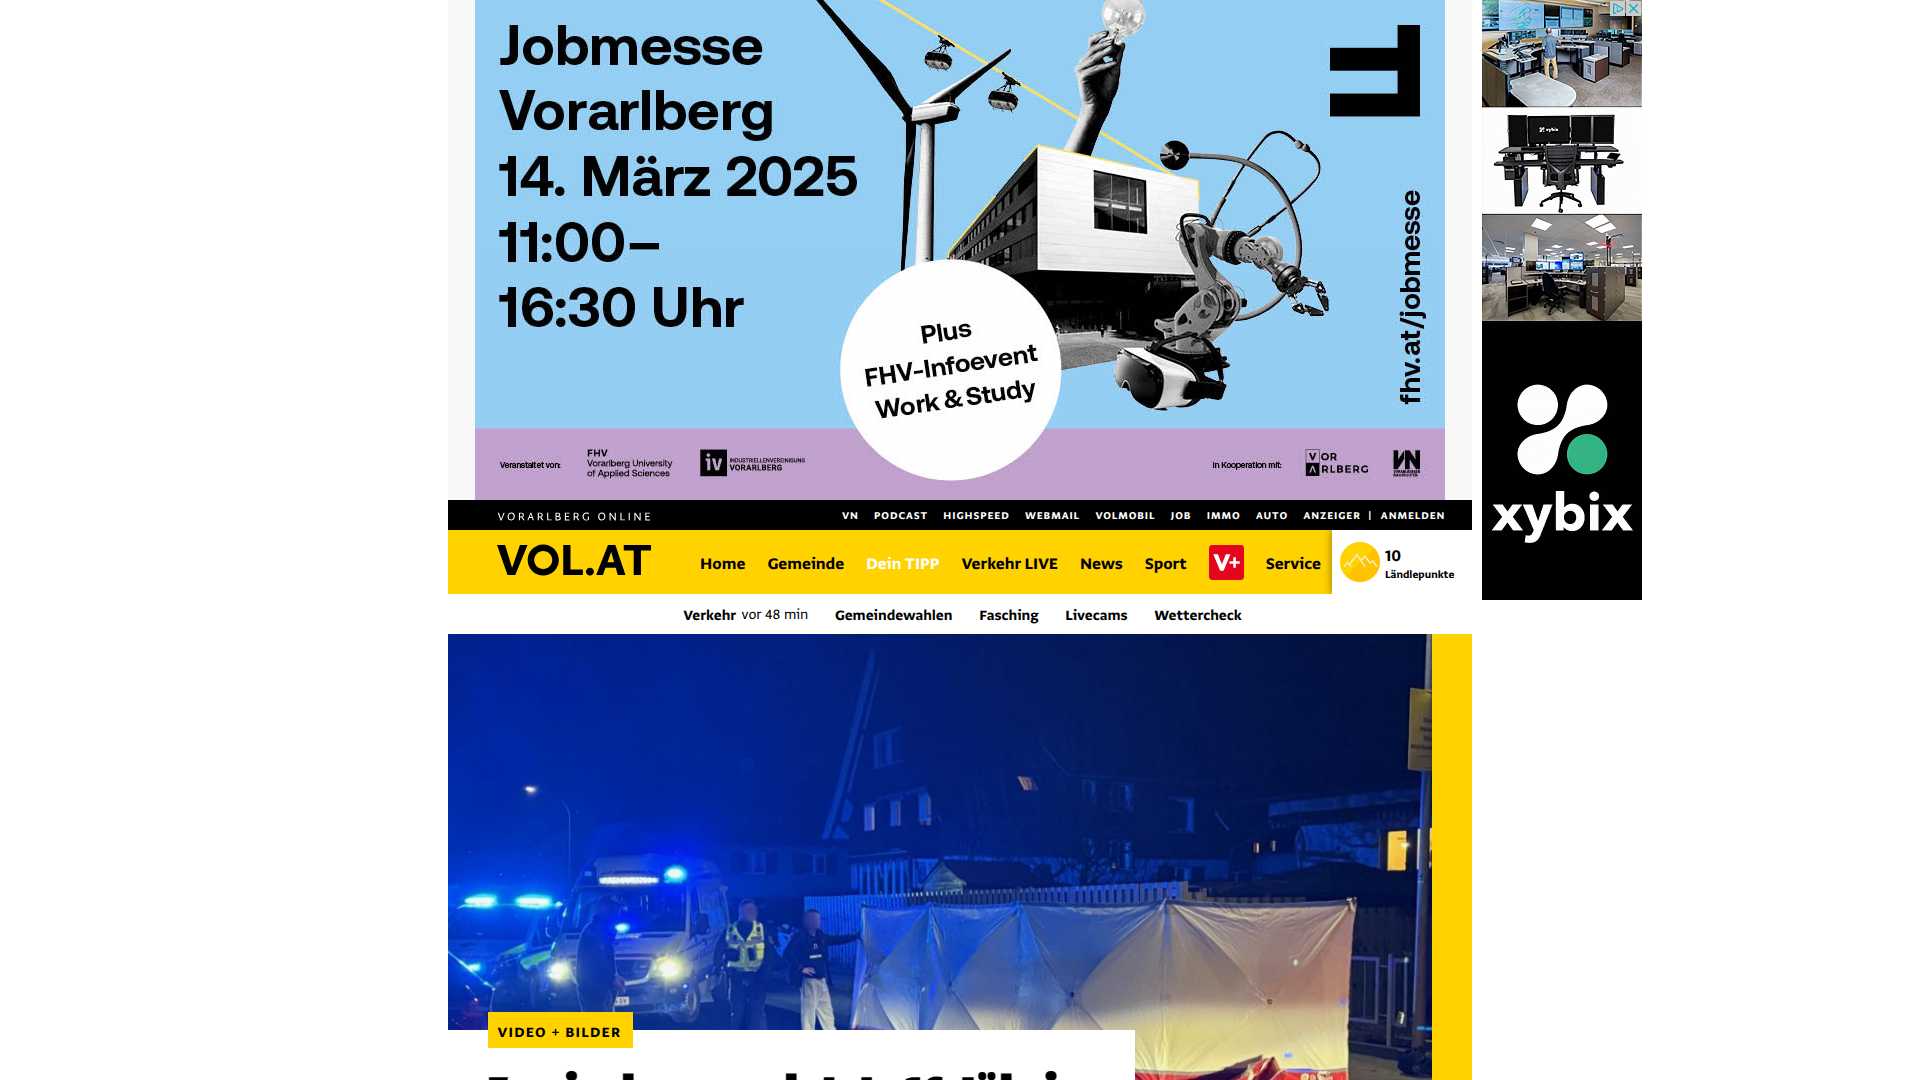 Jobmesse
Vorarlberg
14. März 2025
11:00–
16:30 Uhr
Plus
FHV-Infoevent
Work & Study
fhv.at/jobmesse
Veranstaltet von:
FHV
Vorarlberg University
of Applied Sciences
iv INDUSTRIELLENVEREINIGUNG
VORARLBERG
In Kooperation mit:
VOR
ARLBERG
VN
xybix
xybix
VORARLBERG ONLINE
VN PODCAST HIGHSPEED WEBMAIL VOLMOBIL JOB IMMO AUTO ANZEIGER | ANMELDEN
VOL.AT
Home Gemeinde Dein TIPP Verkehr LIVE News Sport V+ Service
10
Ländlepunkte
Verkehr vor 48 min Gemeindewahlen Fasching Livecams Wettercheck
VIDEO + BILDER